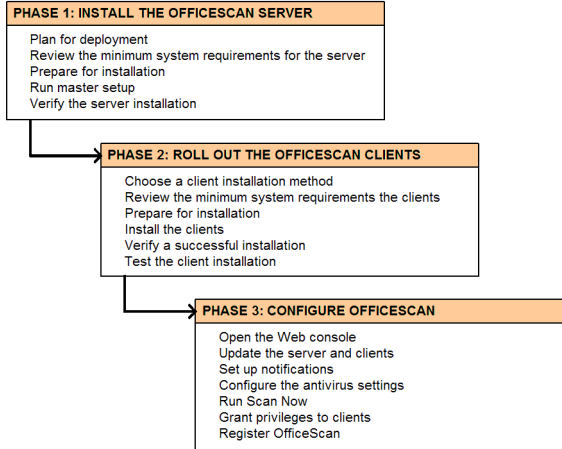 PHASE 1: INSTALL THE OFFICESCAN SERVER
Plan for deployment
Review the minimum system requirements for the server
Prepare for installation
Run master setup
Verify the server installation
PHASE 2: ROLL OUT THE OFFICESCAN CLIENTS
Choose a client installation method
Review the minimum system requirements the clients
Prepare for installation
Install the clients
Verify a successful installation
Test the client installation
PHASE 3: CONFIGURE OFFICESCAN
Open the Web console
Update the server and clients
Set up notifications
Configure the antivirus settings
Run Scan Now
Grant privileges to clients
Register OfficeScan